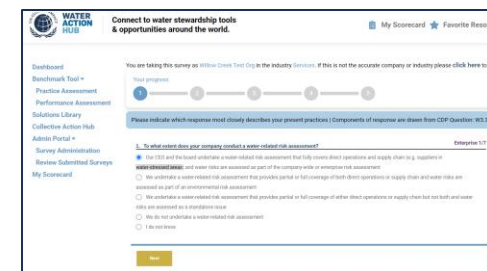 WATER
ACTION
HUB
Connect to water stewardship tools
& opportunities around the world.
My Scorecard
Favorite Reso
Dashboard
Benchmark Tool
Practice Assessment
Performance Assessment
Solutions Library
Collective Action Hub
Admin Portal
Survey Administration
Review Submitted Surveys
My Scorecard
You are taking this survey as Willow Creek Test Org in the industry Services. If this is not the accurate company or industry please click here to
Your progress
1
2
3
4
5
Please indicate which response most closely describes your present practices | Components of response are drawn from CDP Question: W3.3
Enterprise 1/7
1. To what extent does your company conduct a water-related risk assessment?
Our CEO and the board undertake a water-related risk assessment that fully covers direct operations and supply chain (e.g. suppliers in
water-stressed areas) and water risks are assessed as part of the company-wide or enterprise risk assessment
We undertake a water-related risk assessment that provides partial or full coverage of both direct operations or supply chain and water risks are
assessed as part of an environmental risk assessment
We undertake a water-related risk assessment that provides partial or full coverage of either direct operations or supply chain but not both and water
risks are assessed as a standalone issue
We do not undertake a water-related risk assessment
I do not know
Next